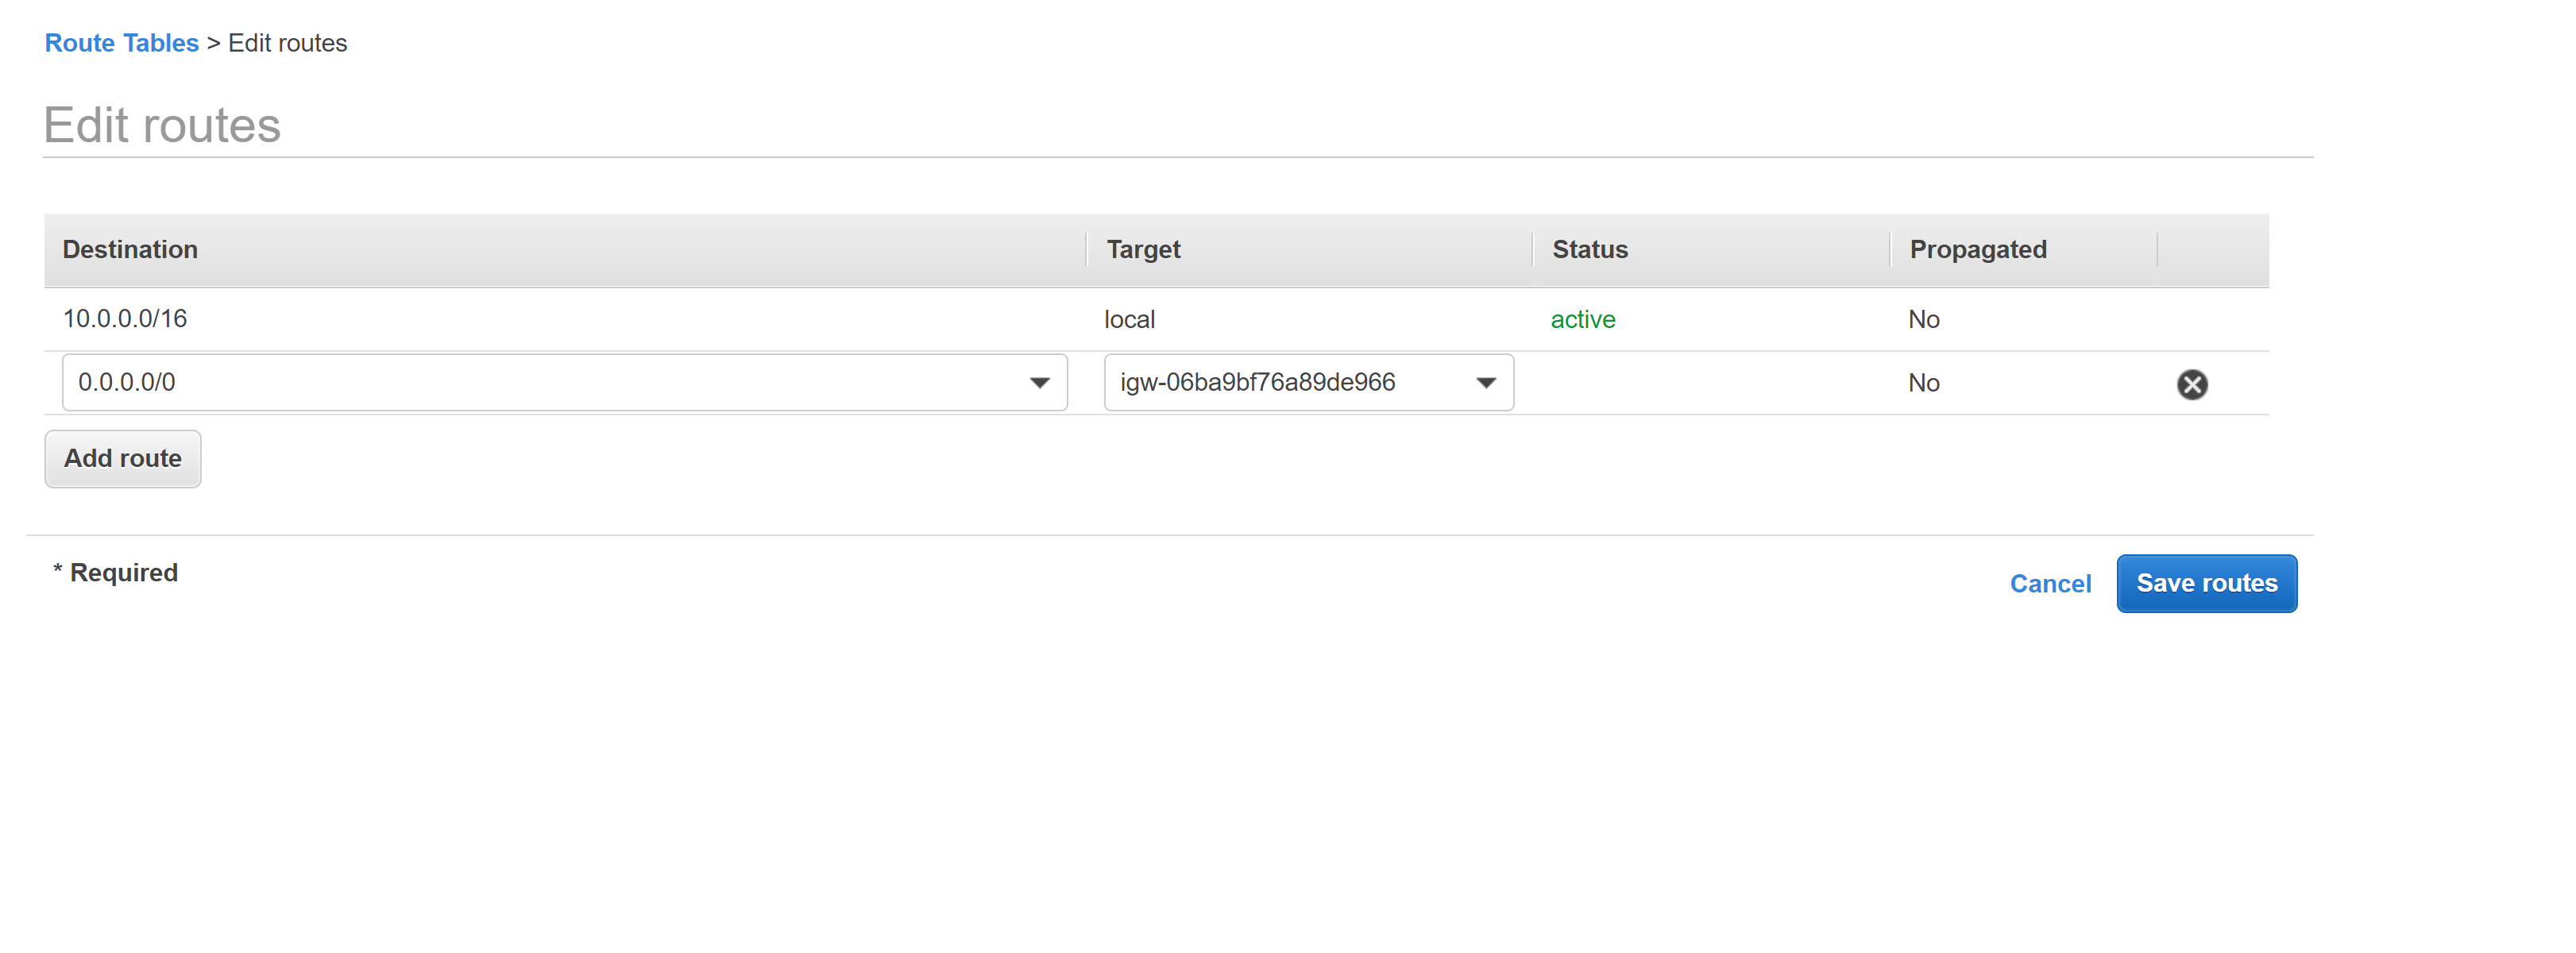 Route Tables > Edit routes
Edit routes
Destination Target Status Propagated
10.0.0.0/16 local active No
0.0.0.0/0 igw-06ba9bf76a89de966 No
Add route
* Required
Cancel Save routes